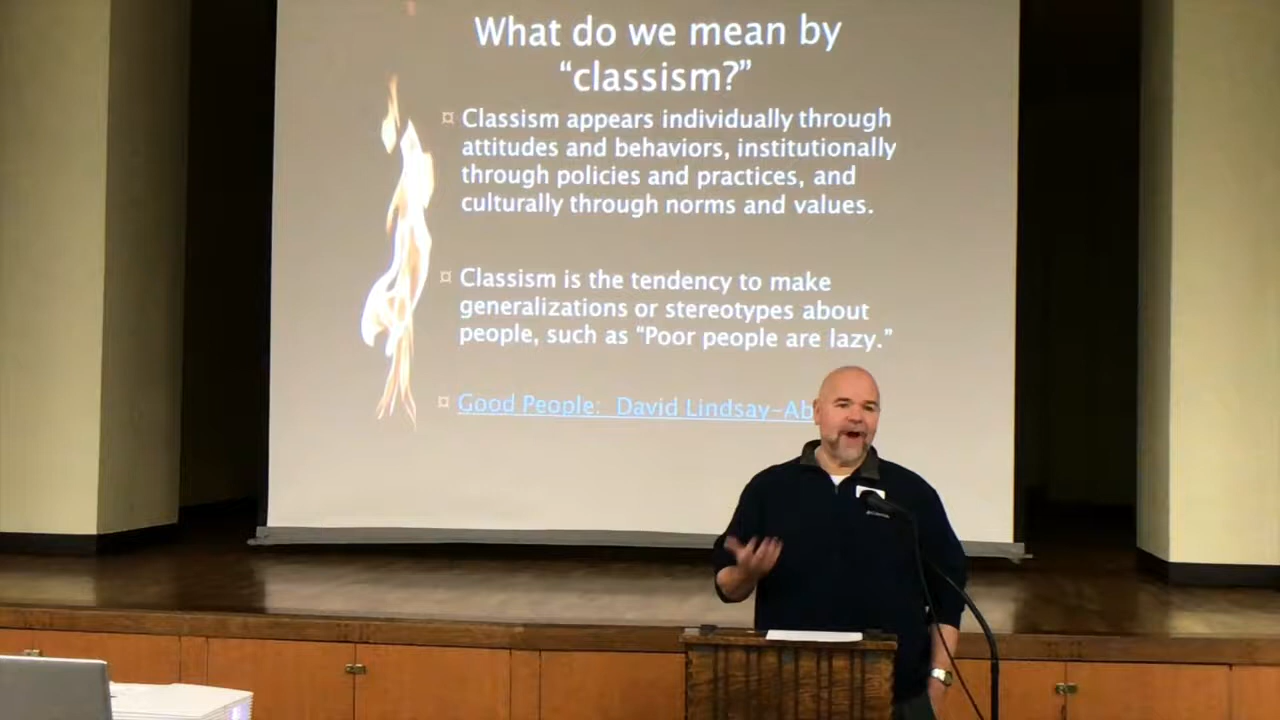 What do we mean by
“classism?”
¤ Classism appears individually through
attitudes and behaviors, institutionally
through policies and practices, and
culturally through norms and values.
¤ Classism is the tendency to make
generalizations or stereotypes about
people, such as “Poor people are lazy.”
¤ Good People: David Lindsay-Ab